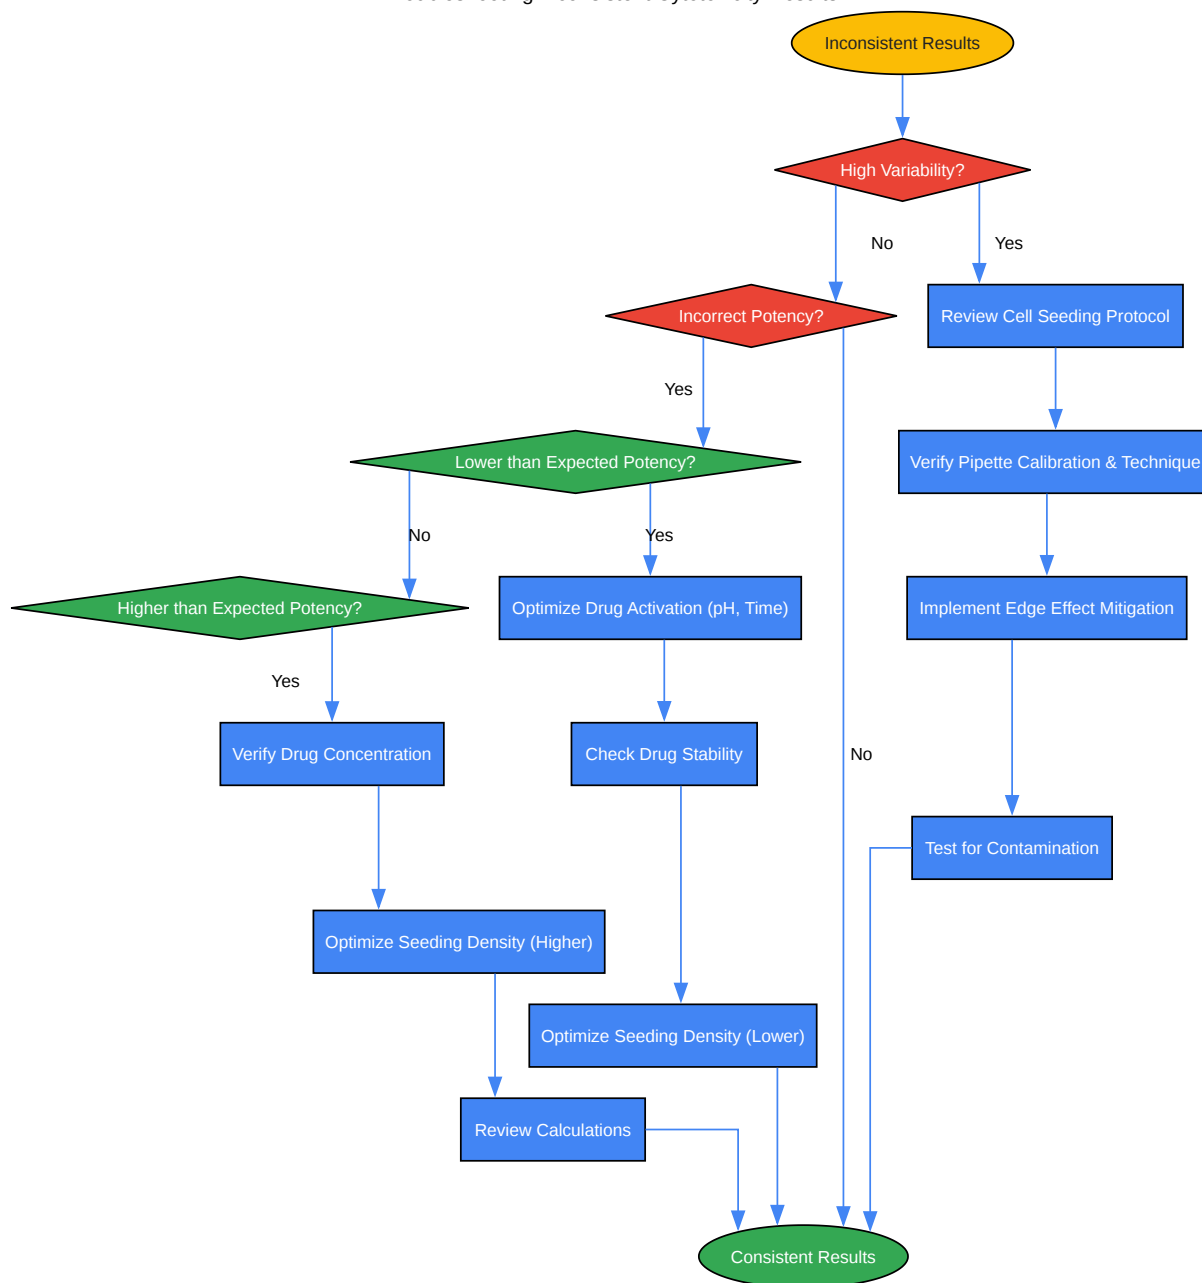 Inconsistent Results
High Variability?
No
Yes
Incorrect Potency?
Review Cell Seeding Protocol
Yes
Lower than Expected Potency?
Verify Pipette Calibration & Technique
No
Yes
Higher than Expected Potency?
Optimize Drug Activation (pH, Time)
Implement Edge Effect Mitigation
Yes
Verify Drug Concentration
Check Drug Stability
No
Test for Contamination
Optimize Seeding Density (Higher)
Optimize Seeding Density (Lower)
Review Calculations
Consistent Results